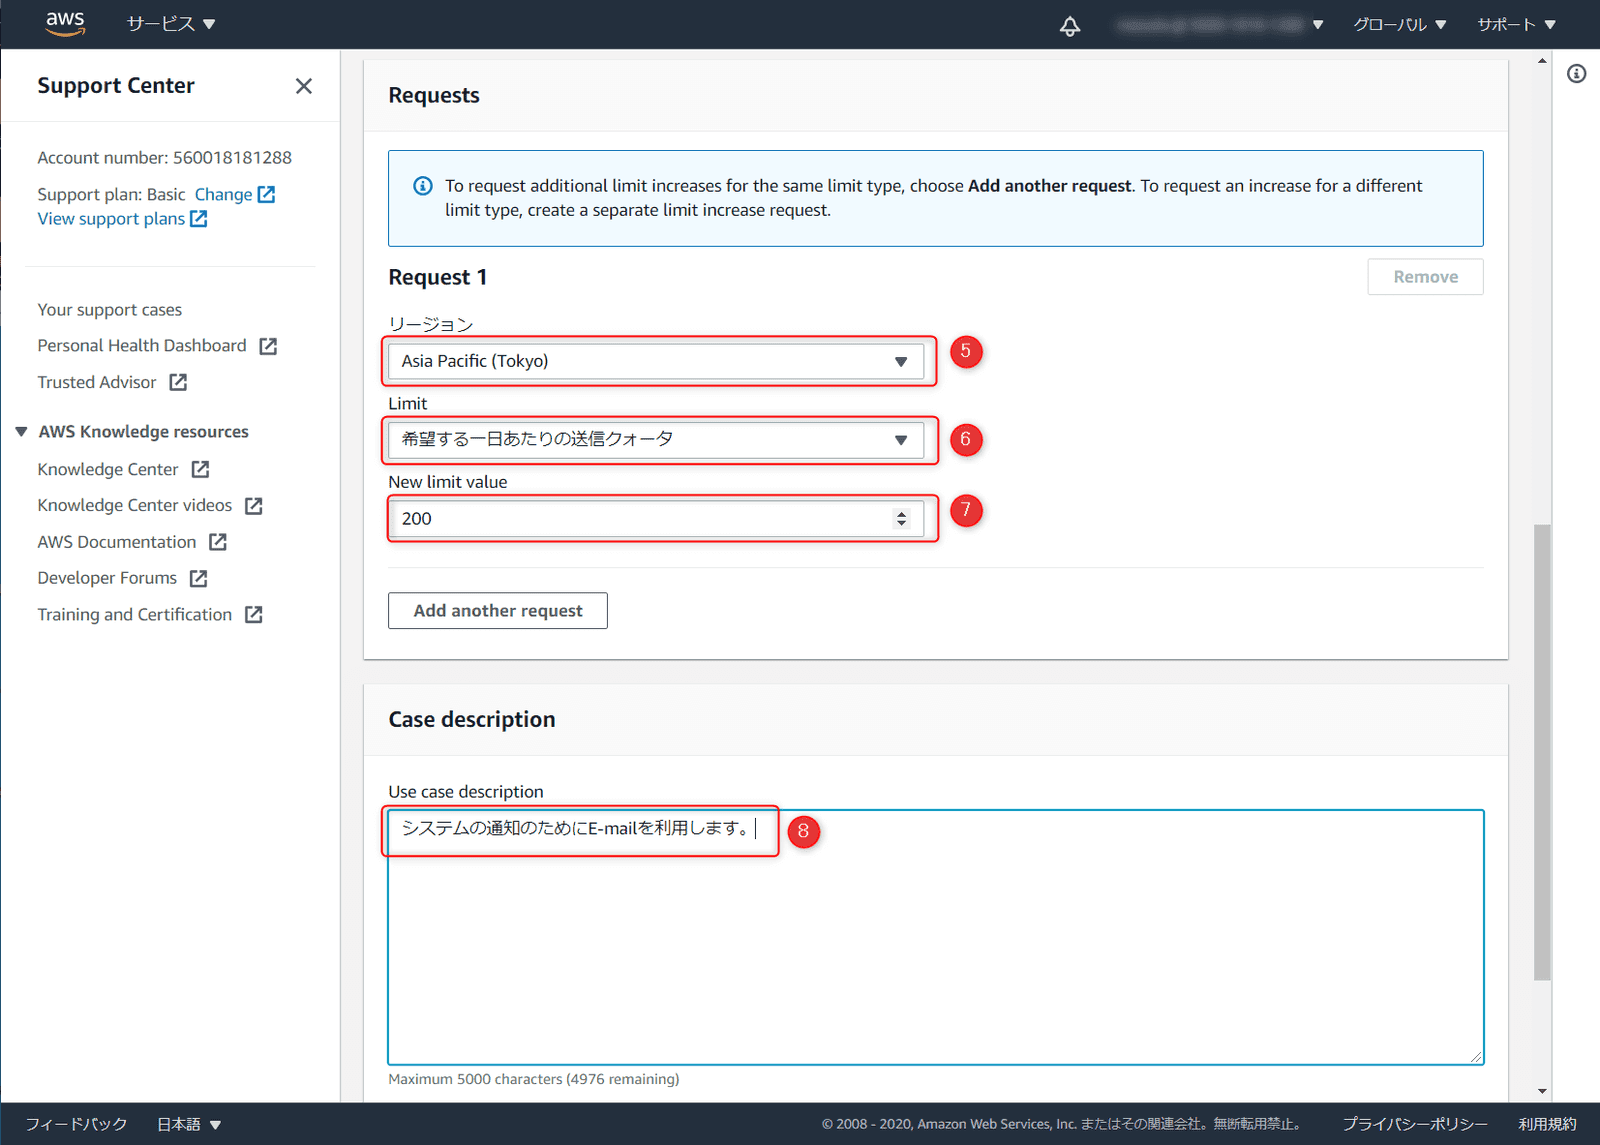 aws
サービス
グローバル
サポート
Support Center
Account number: 560018181288
Support plan: Basic Change
View support plans
Your support cases
Personal Health Dashboard
Trusted Advisor
AWS Knowledge resources
Knowledge Center
Knowledge Center videos
AWS Documentation
Developer Forums
Training and Certification
Requests
To request additional limit increases for the same limit type, choose Add another request. To request an increase for a different
limit type, create a separate limit increase request.
Request 1
Remove
リージョン
Asia Pacific (Tokyo)
5
Limit
希望する一日あたりの送信クォータ
6
New limit value
200
7
Add another request
Case description
Use case description
システムの通知のためにE-mailを利用します。
8
Maximum 5000 characters (4976 remaining)
フィードバック
日本語
© 2008 - 2020, Amazon Web Services, Inc. またはその関連会社。無断転用禁止。
プライバシーポリシー
利用規約